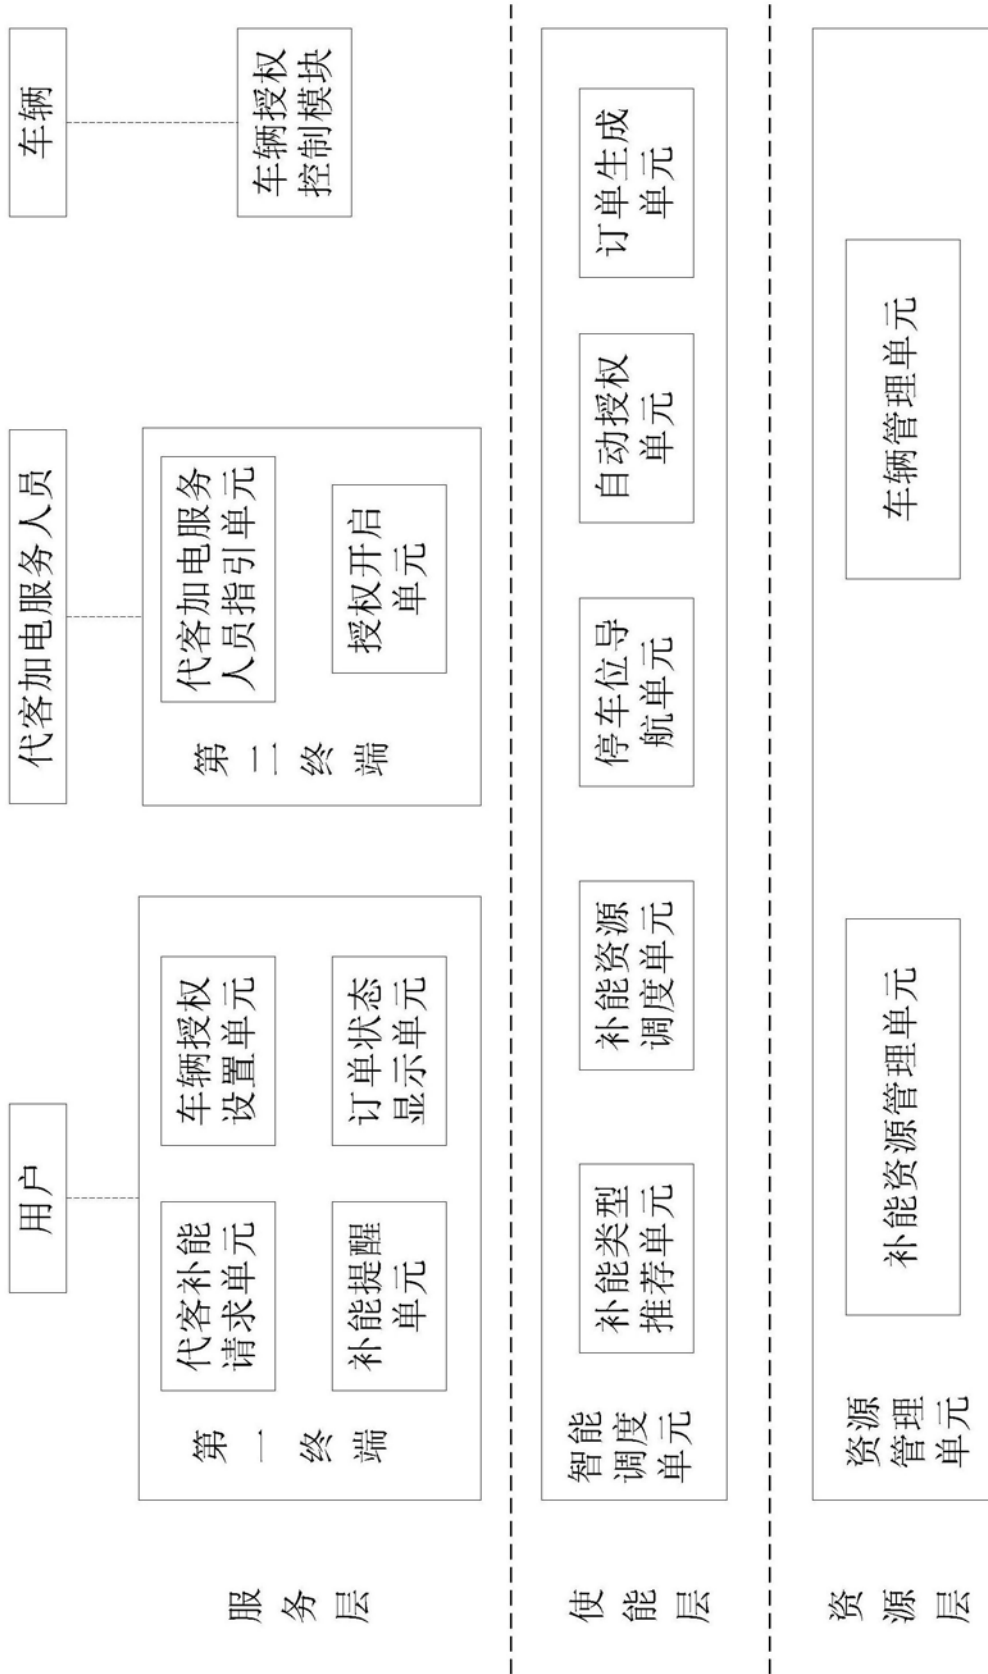 用户
代客加电服务人员
车辆
服务层
第一终端
代客补能
请求单元
车辆授权
设置单元
补能提醒
单元
订单状态
显示单元
第二终端
代客加电服务
人员指引单元
授权开启
单元
车辆授权
控制模块
使能层
智能
调度
单元
补能类型
推荐单元
补能资源
调度单元
停车位导
航单元
自动授权
单元
订单生成
单元
资源层
资源
管理
单元
补能资源管理单元
车辆管理单元